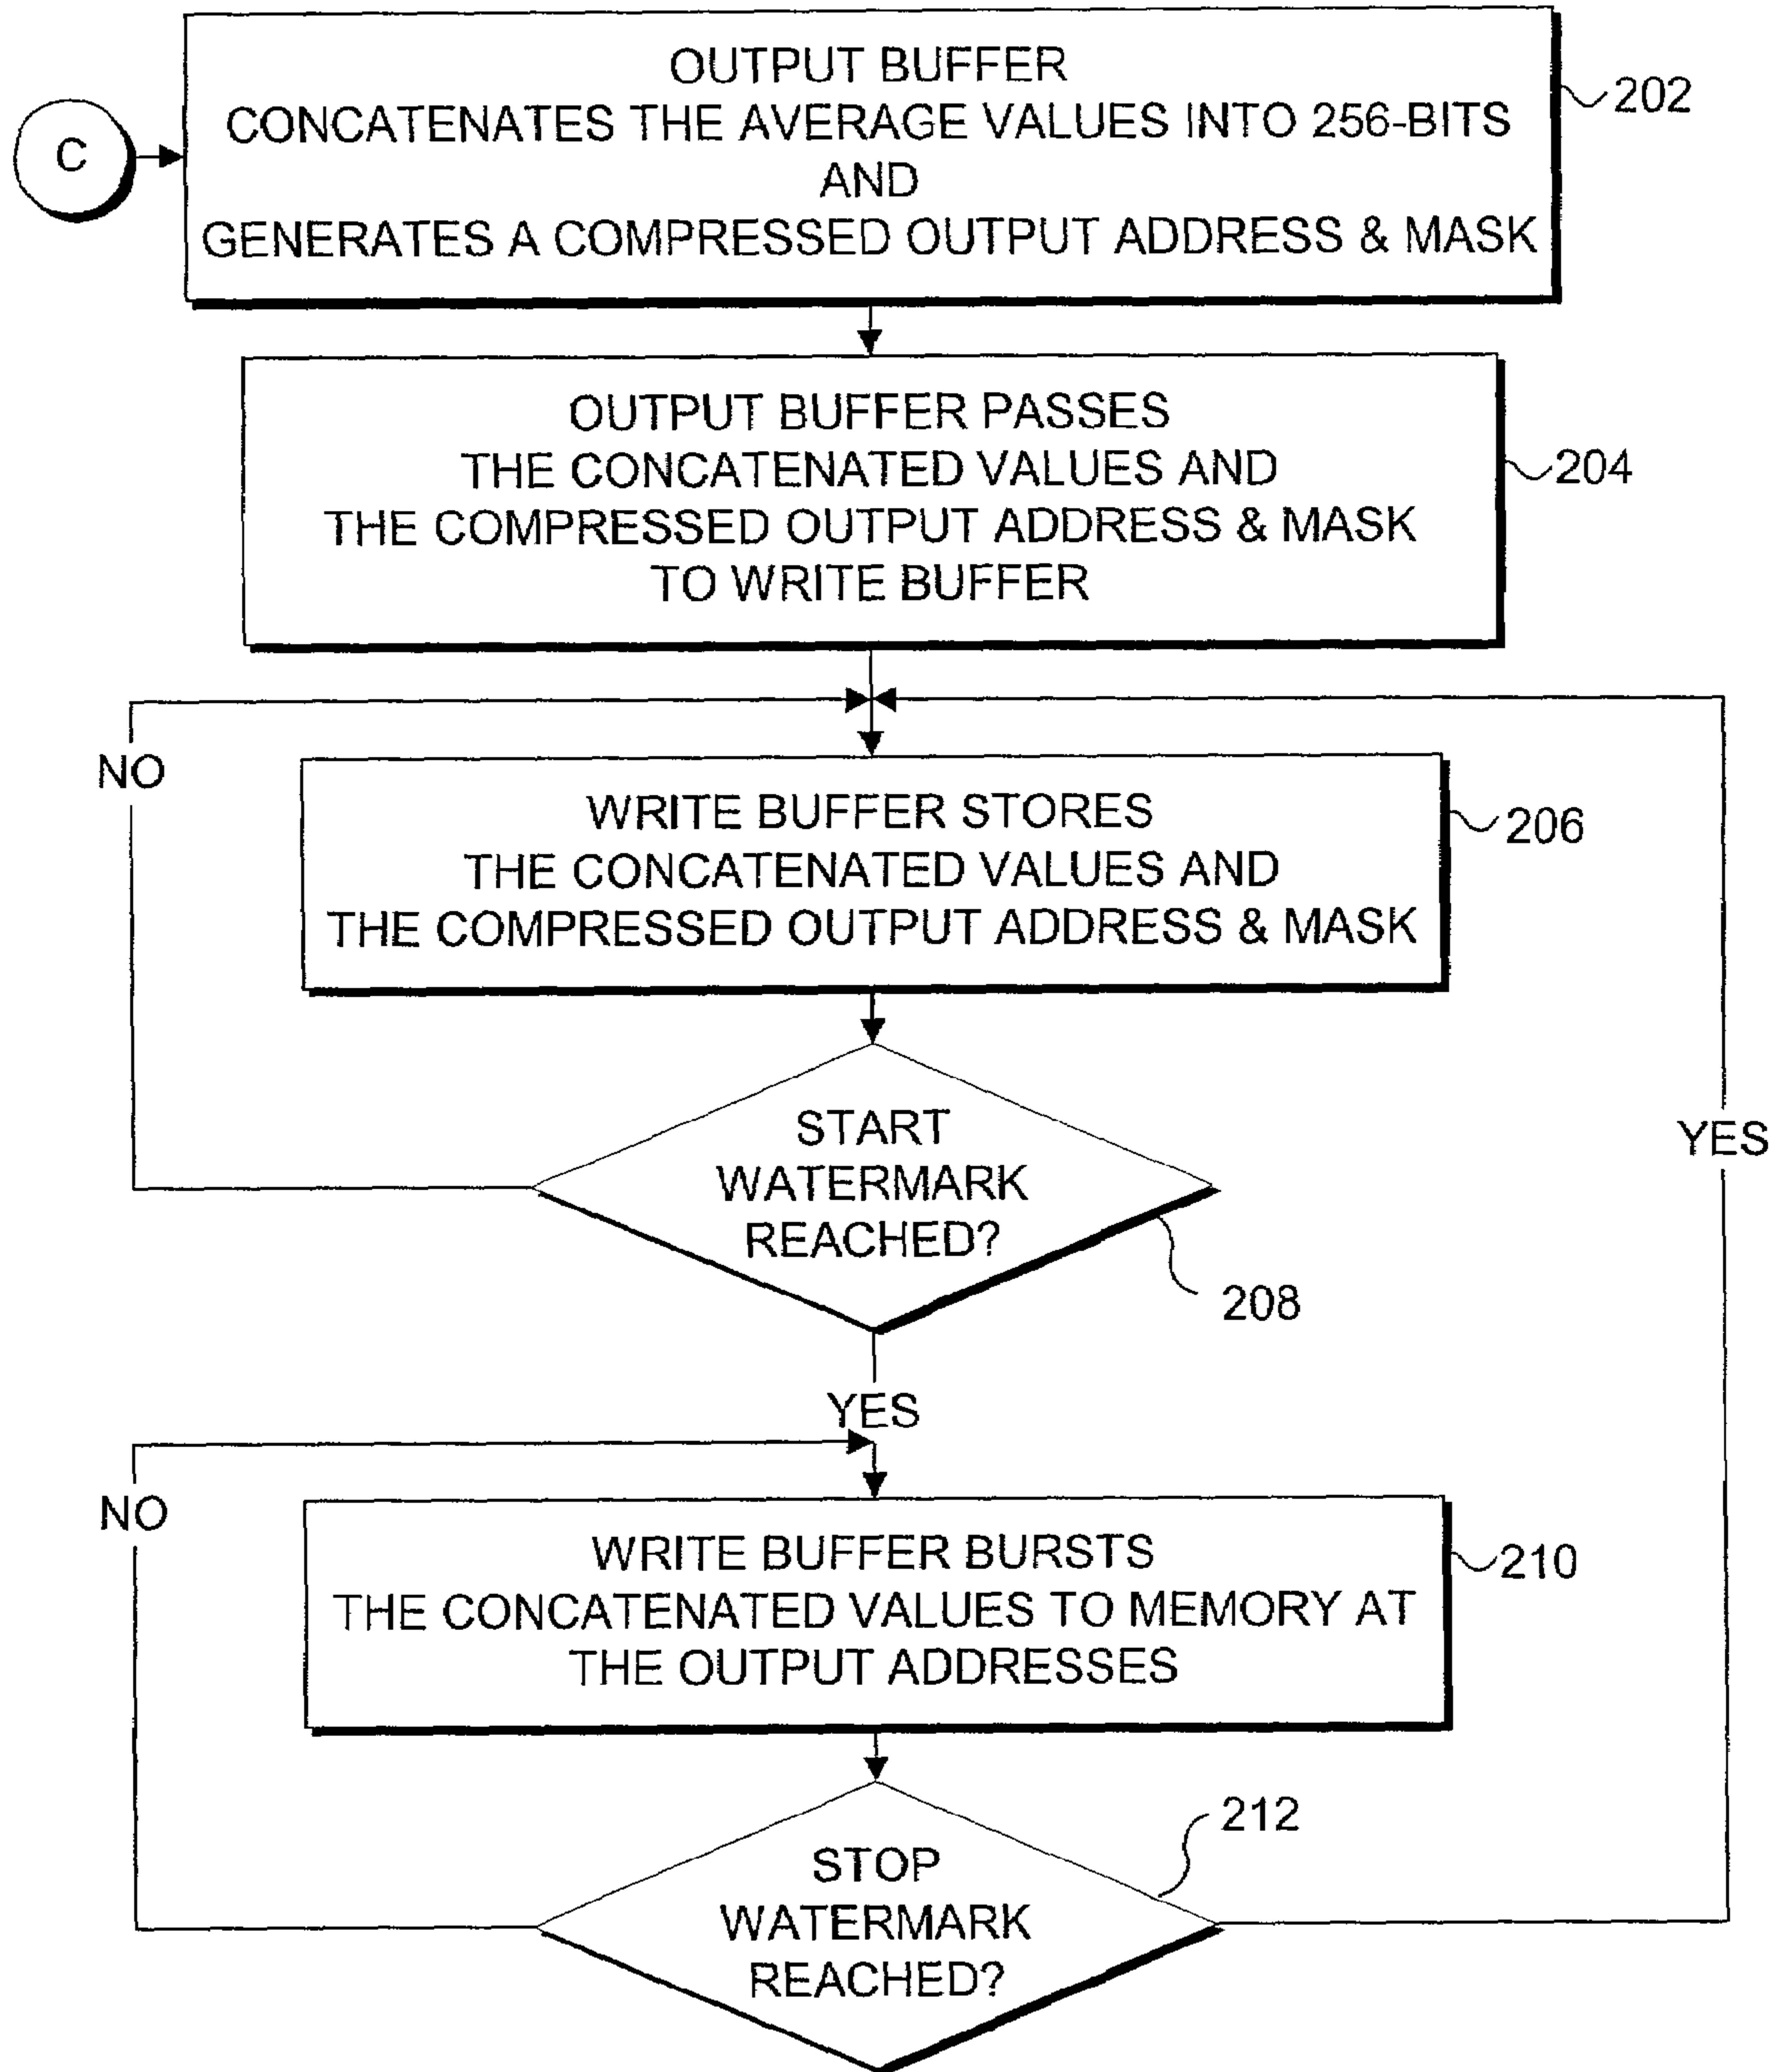 OUTPUT BUFFER
CONCATENATES THE AVERAGE VALUES INTO 256-BITS
AND
GENERATES A COMPRESSED OUTPUT ADDRESS & MASK
202
C
OUTPUT BUFFER PASSES
THE CONCATENATED VALUES AND
THE COMPRESSED OUTPUT ADDRESS & MASK
TO WRITE BUFFER
204
NO
WRITE BUFFER STORES
THE CONCATENATED VALUES AND
THE COMPRESSED OUTPUT ADDRESS & MASK
206
START
WATERMARK
REACHED?
208
YES
YES
NO
WRITE BUFFER BURSTS
THE CONCATENATED VALUES TO MEMORY AT
THE OUTPUT ADDRESSES
210
STOP
WATERMARK
REACHED?
212